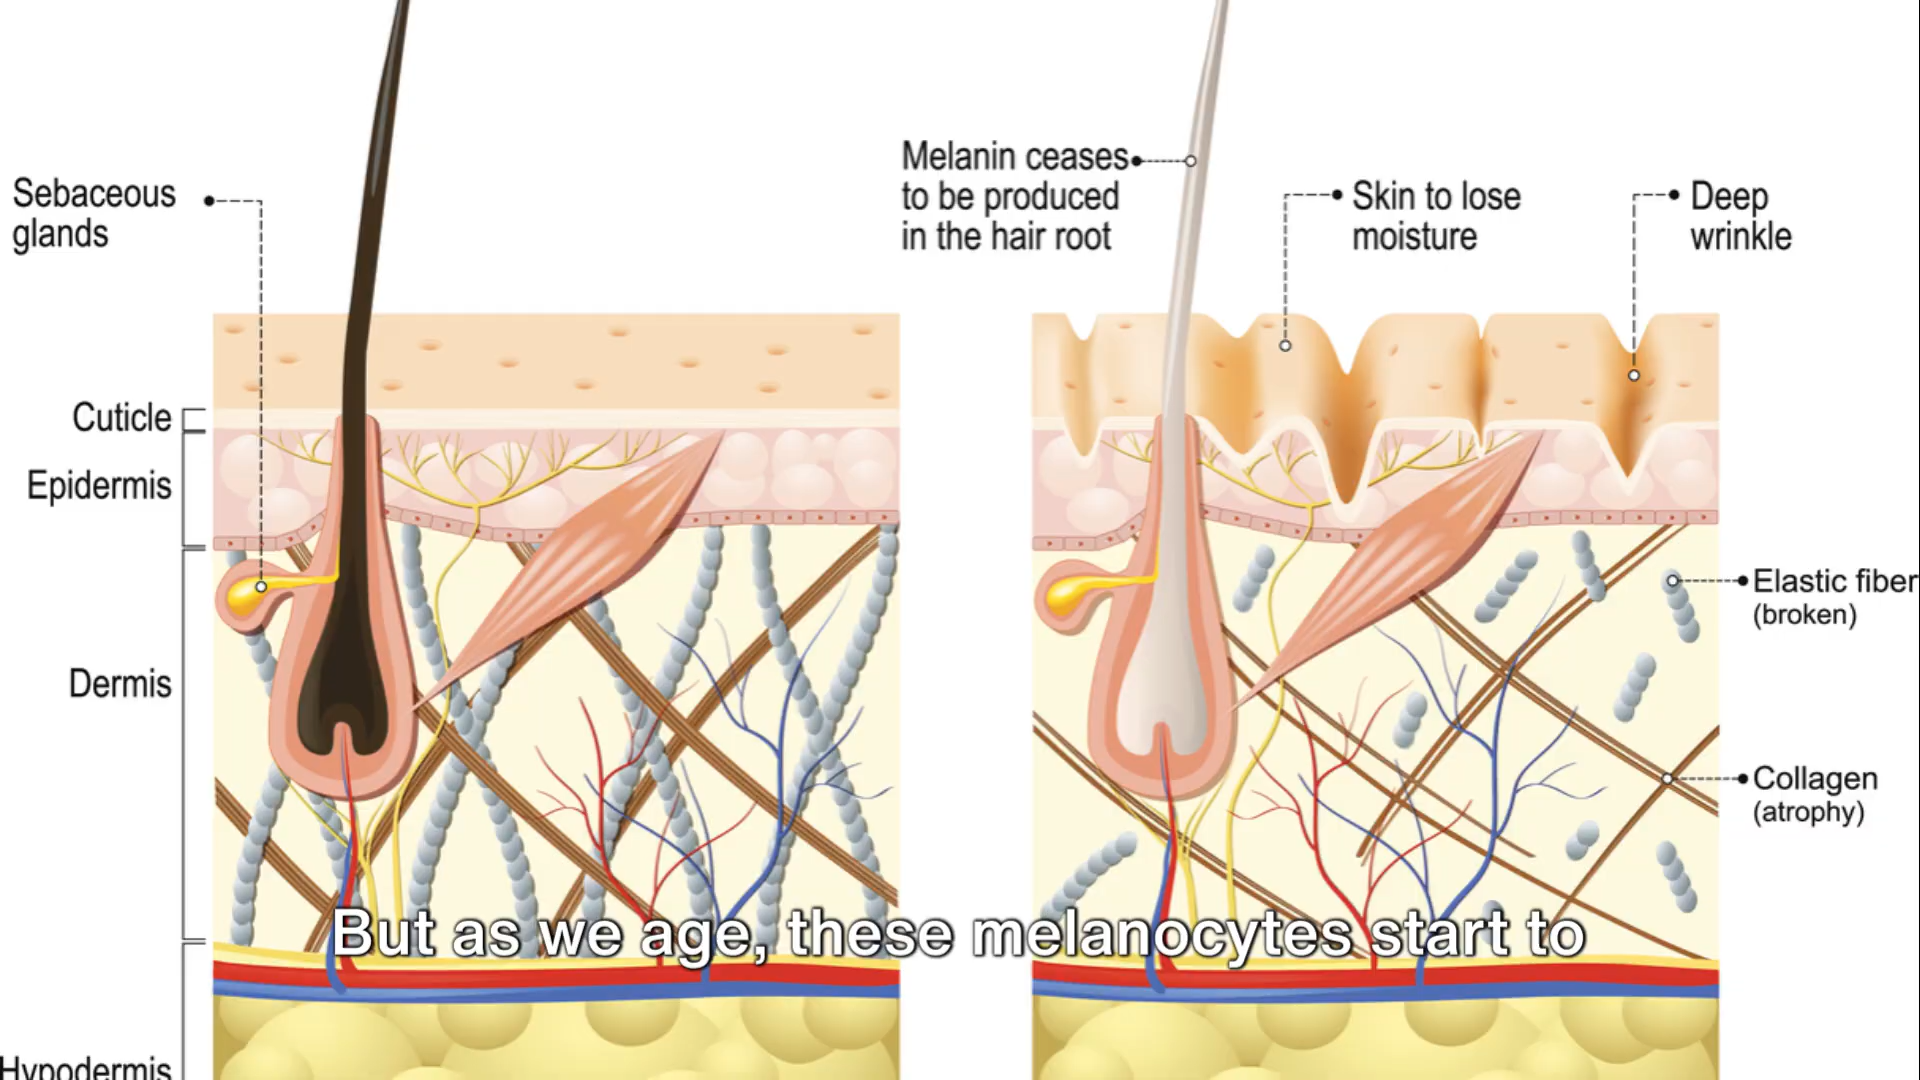 Sebaceous
glands
Melanin ceases
to be produced
in the hair root
Skin to lose
moisture
Deep
wrinkle
Cuticle
Epidermis
Dermis
Hypodermis
Elastic fiber
(broken)
Collagen
(atrophy)
But as we age, these melanocytes start to